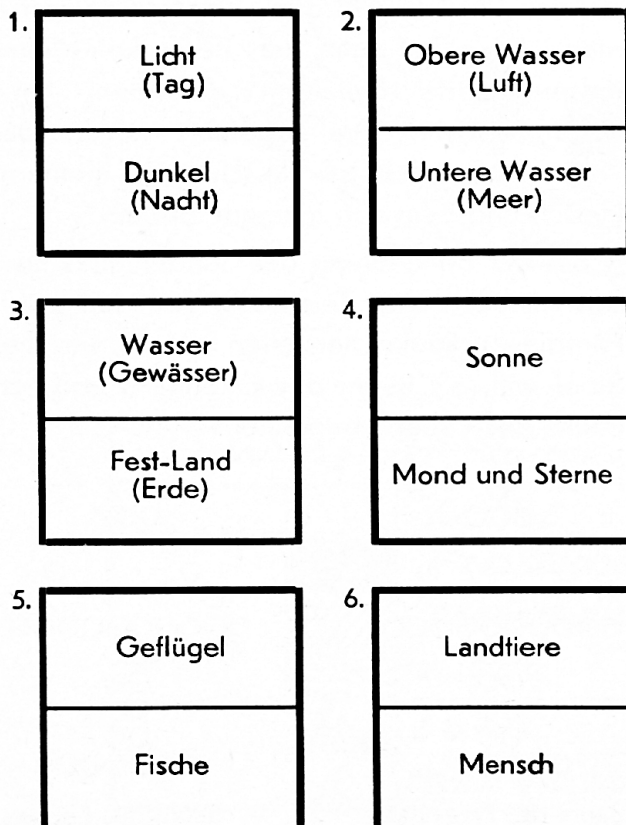 1.
Licht
(Tag)
Dunkel
(Nacht)
2.
Obere Wasser
(Luft)
Untere Wasser
(Meer)
3.
Wasser
(Gewässer)
Fest-Land
(Erde)
4.
Sonne
Mond und Sterne
5.
Geflügel
Fische
6.
Landtiere
Mensch